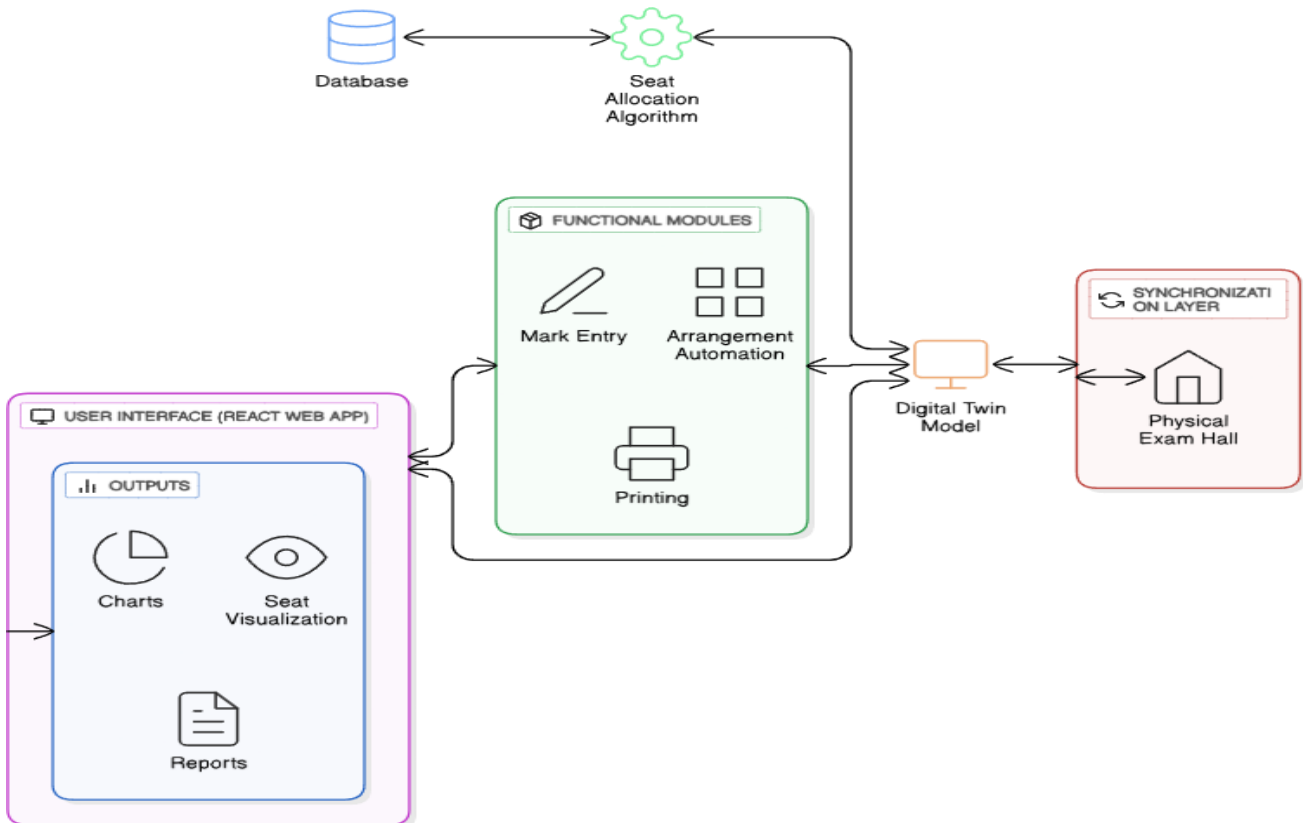 Database
Seat
Allocation
Algorithm
FUNCTIONAL MODULES
Mark Entry
Arrangement
Automation
Printing
Digital Twin
Model
SYNCHRONIZATI
ON LAYER
Physical
Exam Hall
USER INTERFACE (REACT WEB APP)
OUTPUTS
Charts
Seat
Visualization
Reports